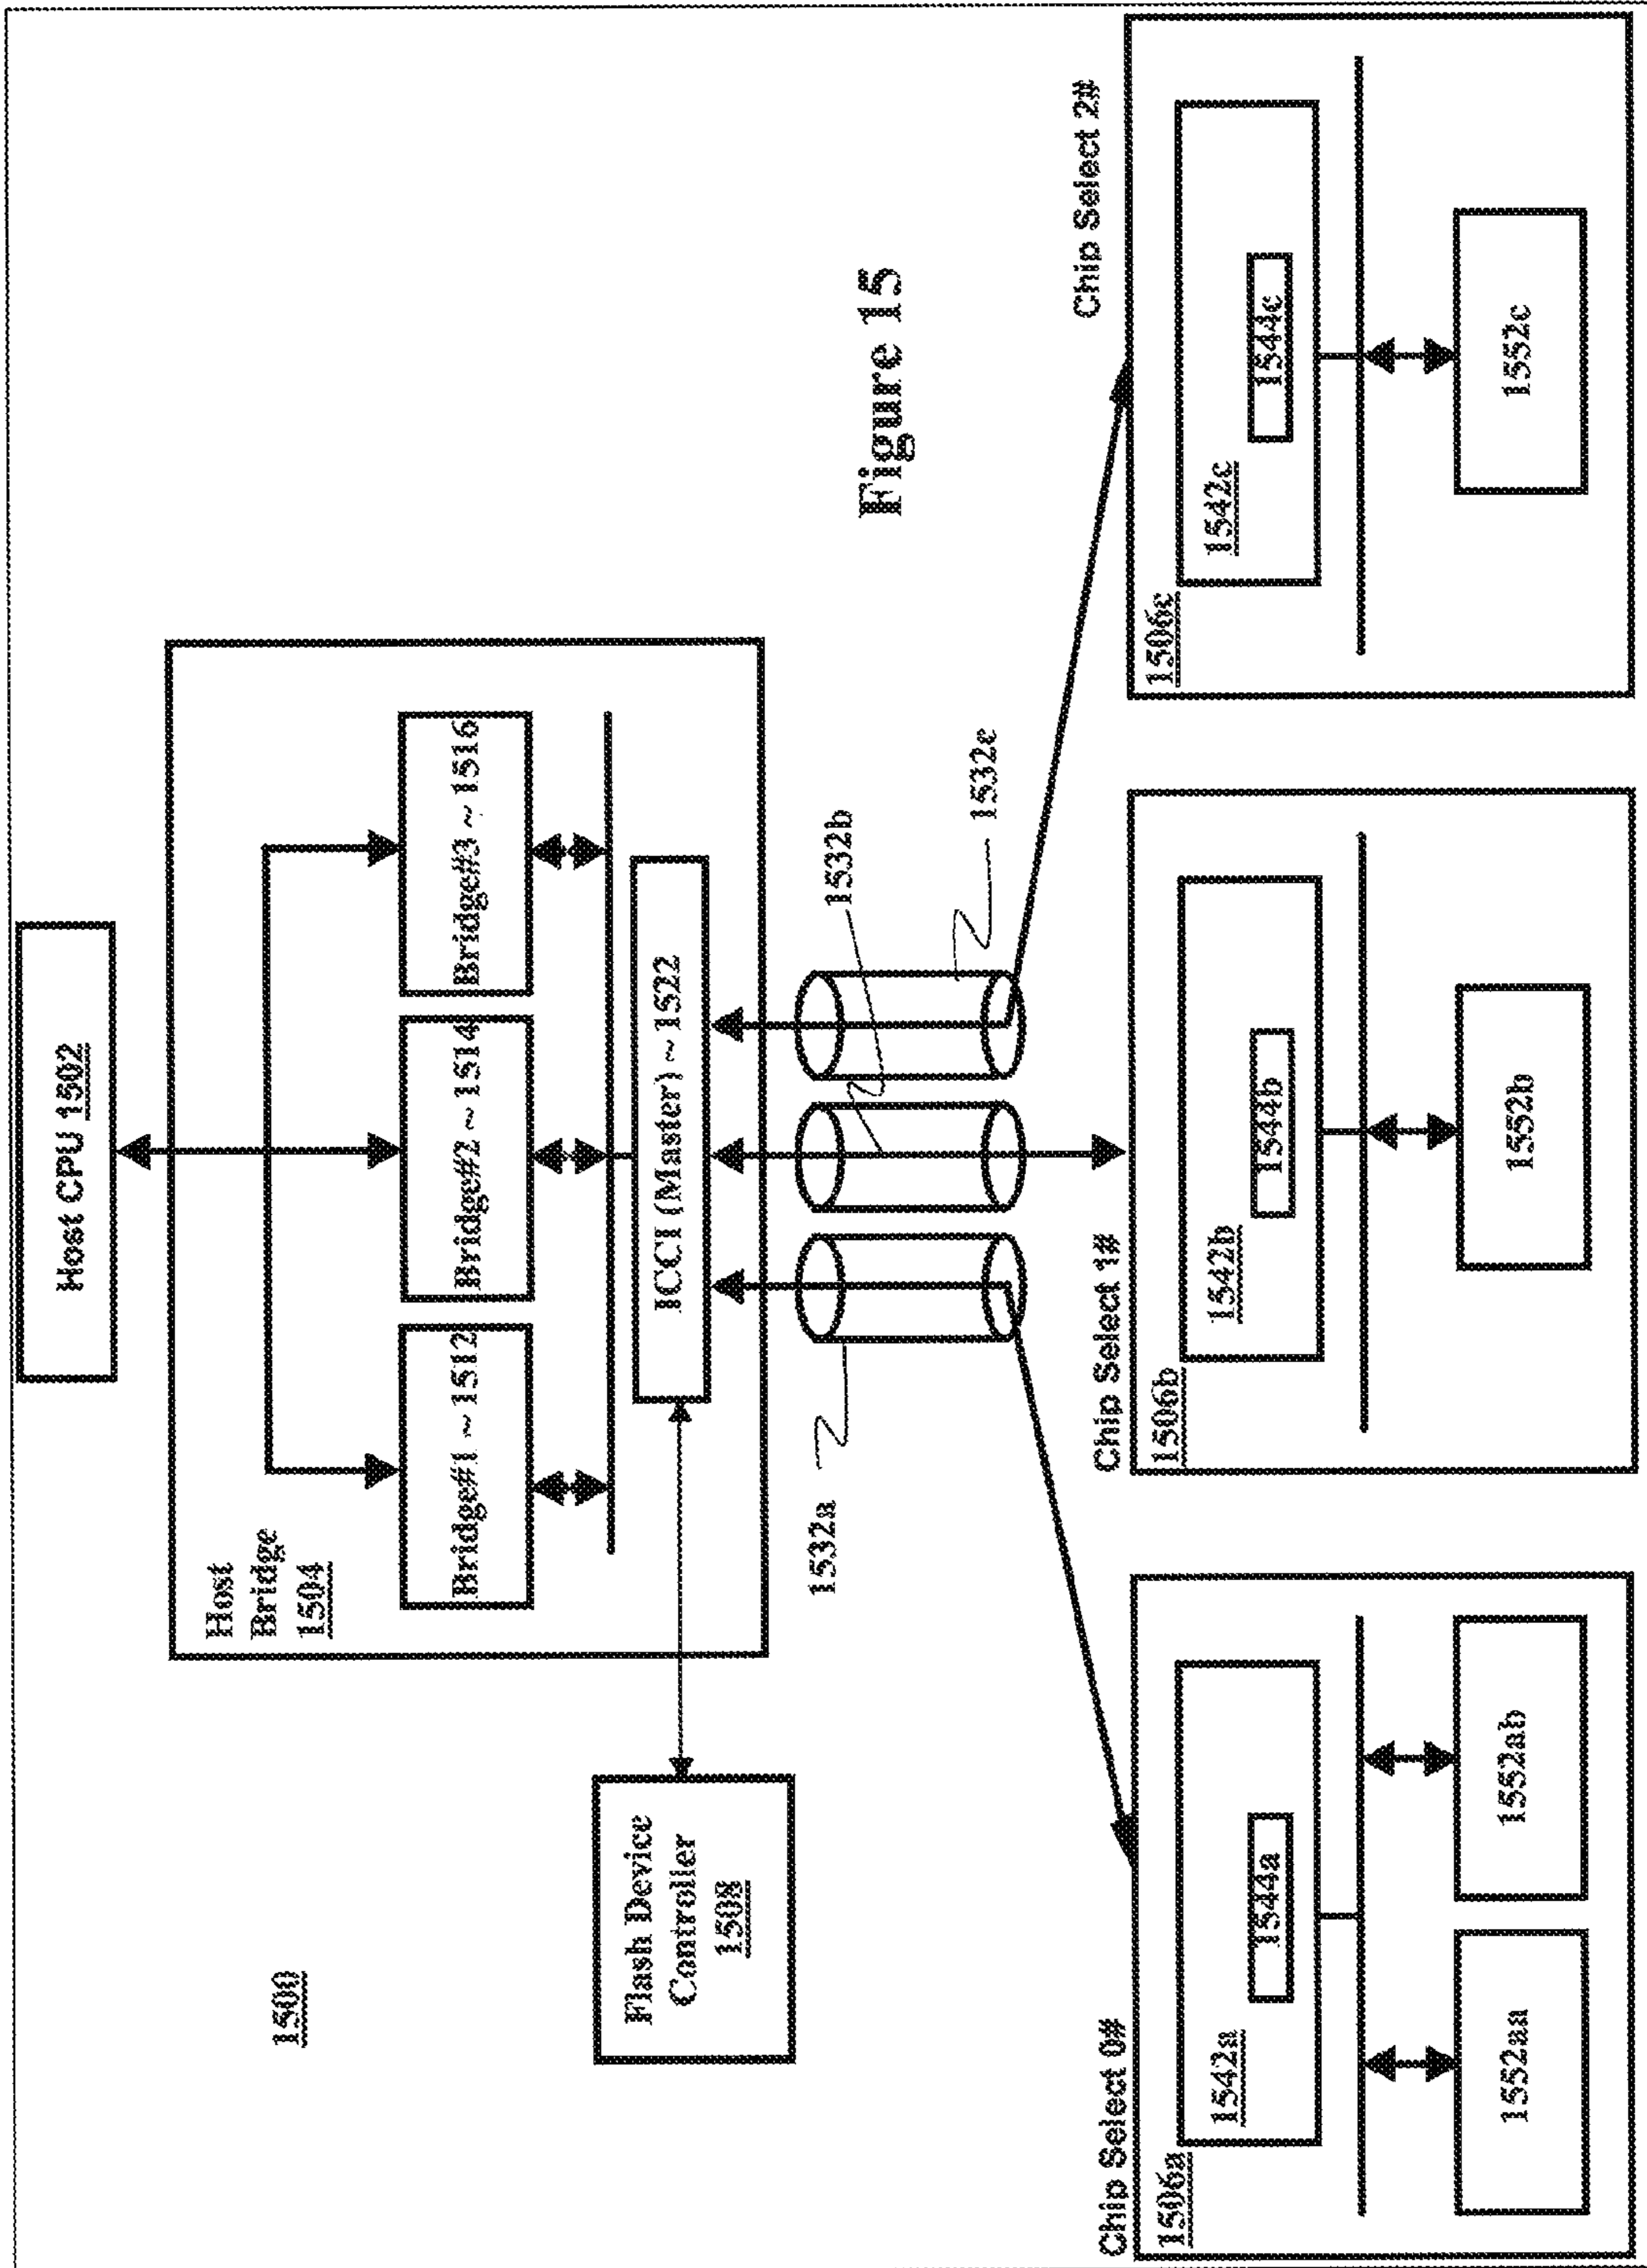 Host CPU 1502
Host
Bridge
1504
Bridge#1 ~ 1512
Bridge#2 ~ 1514
Bridge#3 ~ 1516
ICCI (Master) ~ 1522
1500
Flash Device
Controller
1508
1532a
1532b
1532c
Figure 15
Chip Select 0#
1506a
1542a
1544a
1552aa
1552ab
Chip Select 1#
1506b
1542b
1544b
1552b
Chip Select 2#
1506c
1542c
1544c
1552c